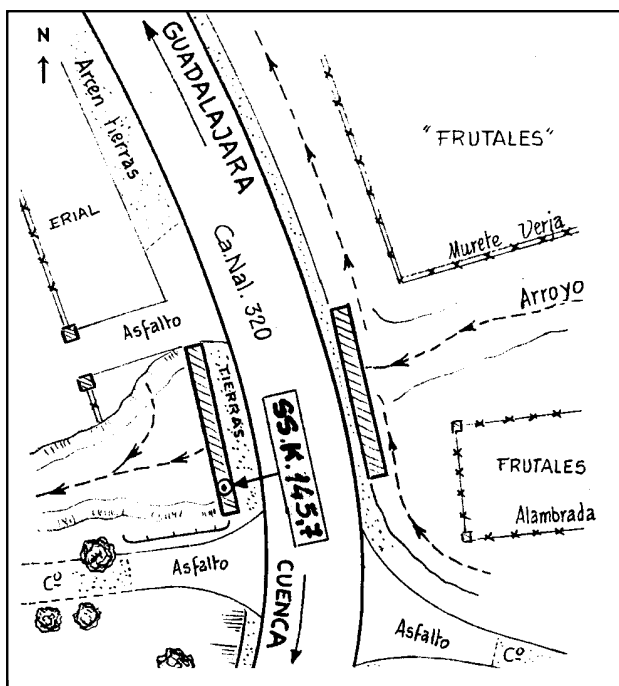 N
GUADALAJARA
Arcen tierras
"FRUTALES"
ERIAL
Murete Verja
Ca.Nal. 320
Arroyo
Asfalto
TIERRAS
SS.K.145,7
FRUTALES
Alambrada
Asfalto
Cº
CUENCA
Asfalto
Cº